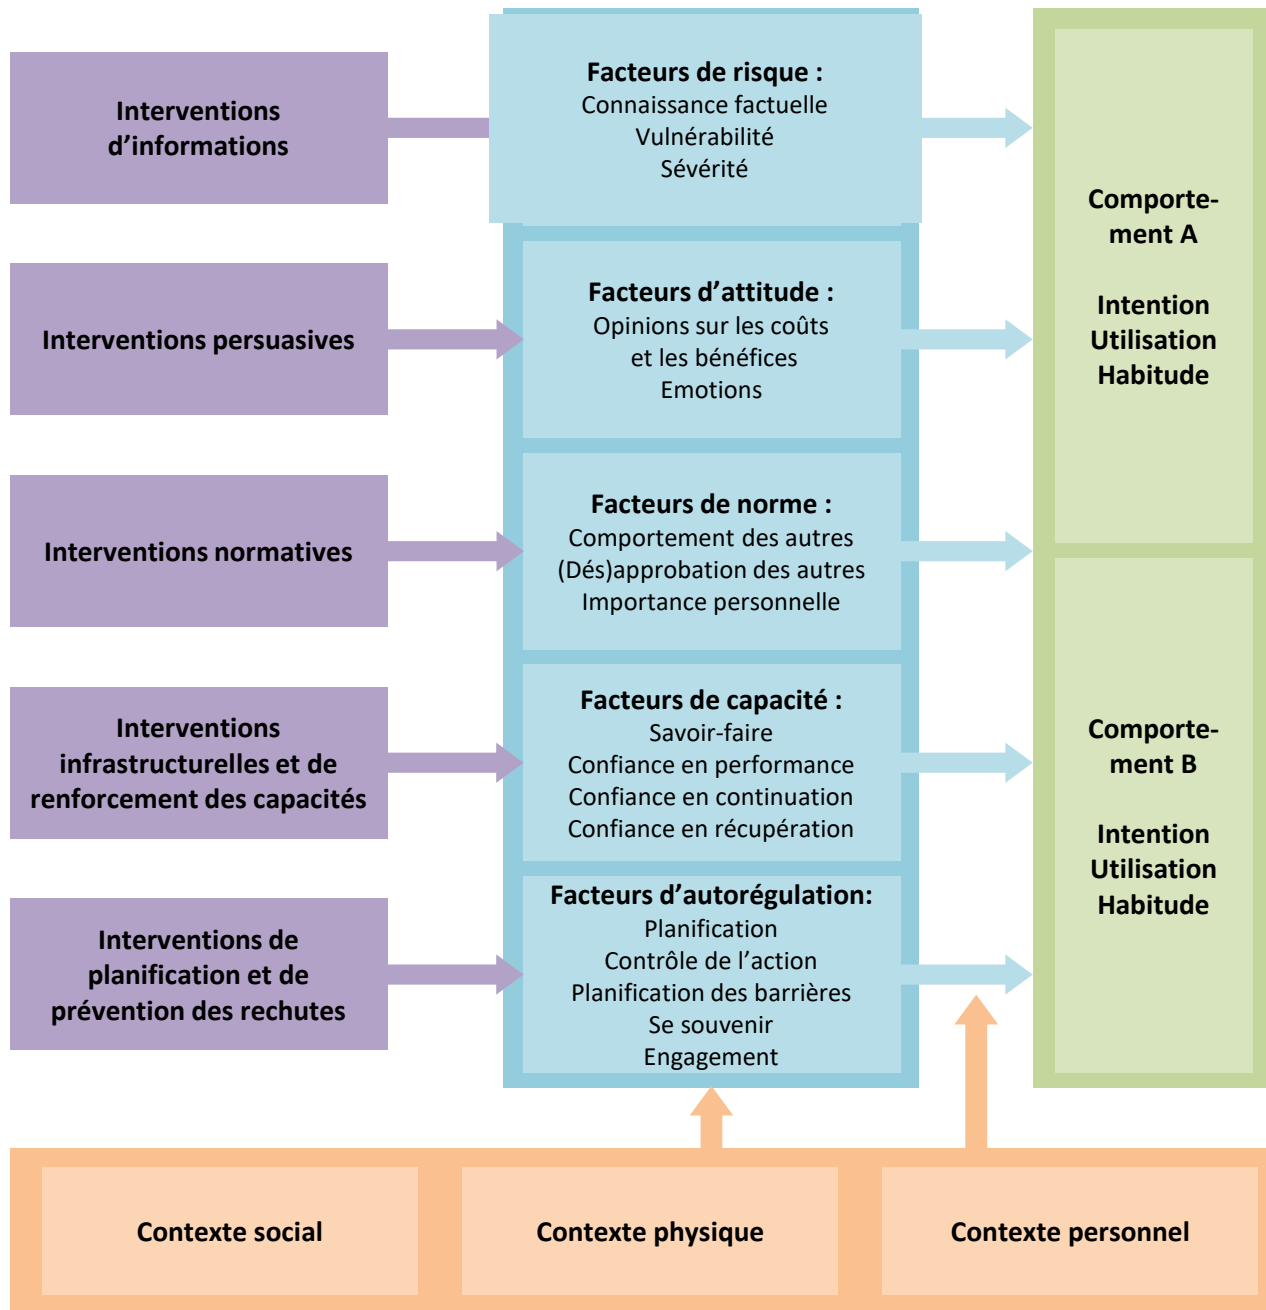 Interventions
d’informations
Facteurs de risque :
Connaissance factuelle
Vulnérabilité
Sévérité
Interventions persuasives
Facteurs d’attitude :
Opinions sur les coûts
et les bénéfices
Emotions
Comporte-
ment A
Intention
Utilisation
Habitude
Interventions normatives
Facteurs de norme :
Comportement des autres
(Dés)approbation des autres
Importance personnelle
Interventions
infrastructurelles et de
renforcement des capacités
Facteurs de capacité :
Savoir-faire
Confiance en performance
Confiance en continuation
Confiance en récupération
Comporte-
ment B
Intention
Utilisation
Habitude
Interventions de
planification et de
prévention des rechutes
Facteurs d’autorégulation:
Planification
Contrôle de l’action
Planification des barrières
Se souvenir
Engagement
Contexte social
Contexte physique
Contexte personnel